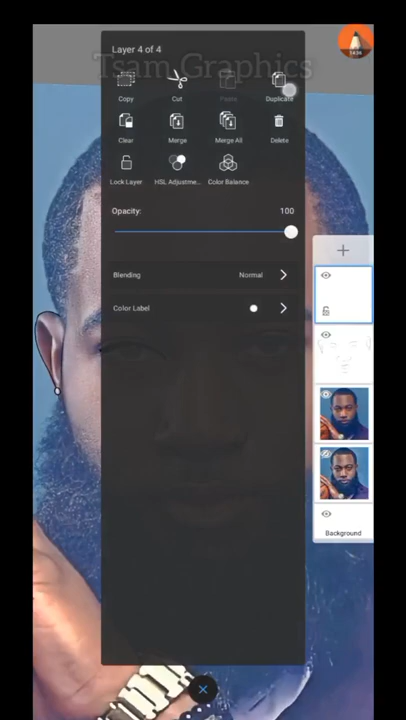 Layer 4 of 4
Tsam Graphics
Copy
Cut
Paste
Duplicate
Clear
Merge
Merge All
Delete
Lock Layer
HSL Adjustme...
Color Balance
Opacity:
100
Blending
Normal
Color Label
Background